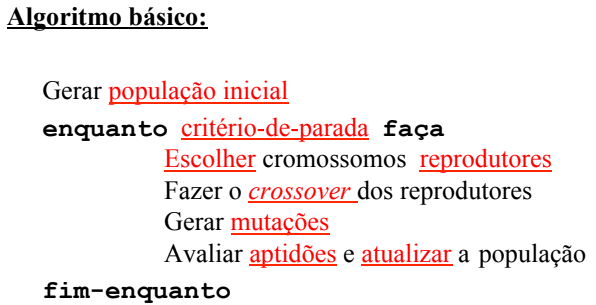 Algoritmo básico:
Gerar população inicial
enquanto critério-de-parada faça
Escolher cromossomos reprodutores
Fazer o crossover dos reprodutores
Gerar mutações
Avaliar aptidões e atualizar a população
fim-enquanto